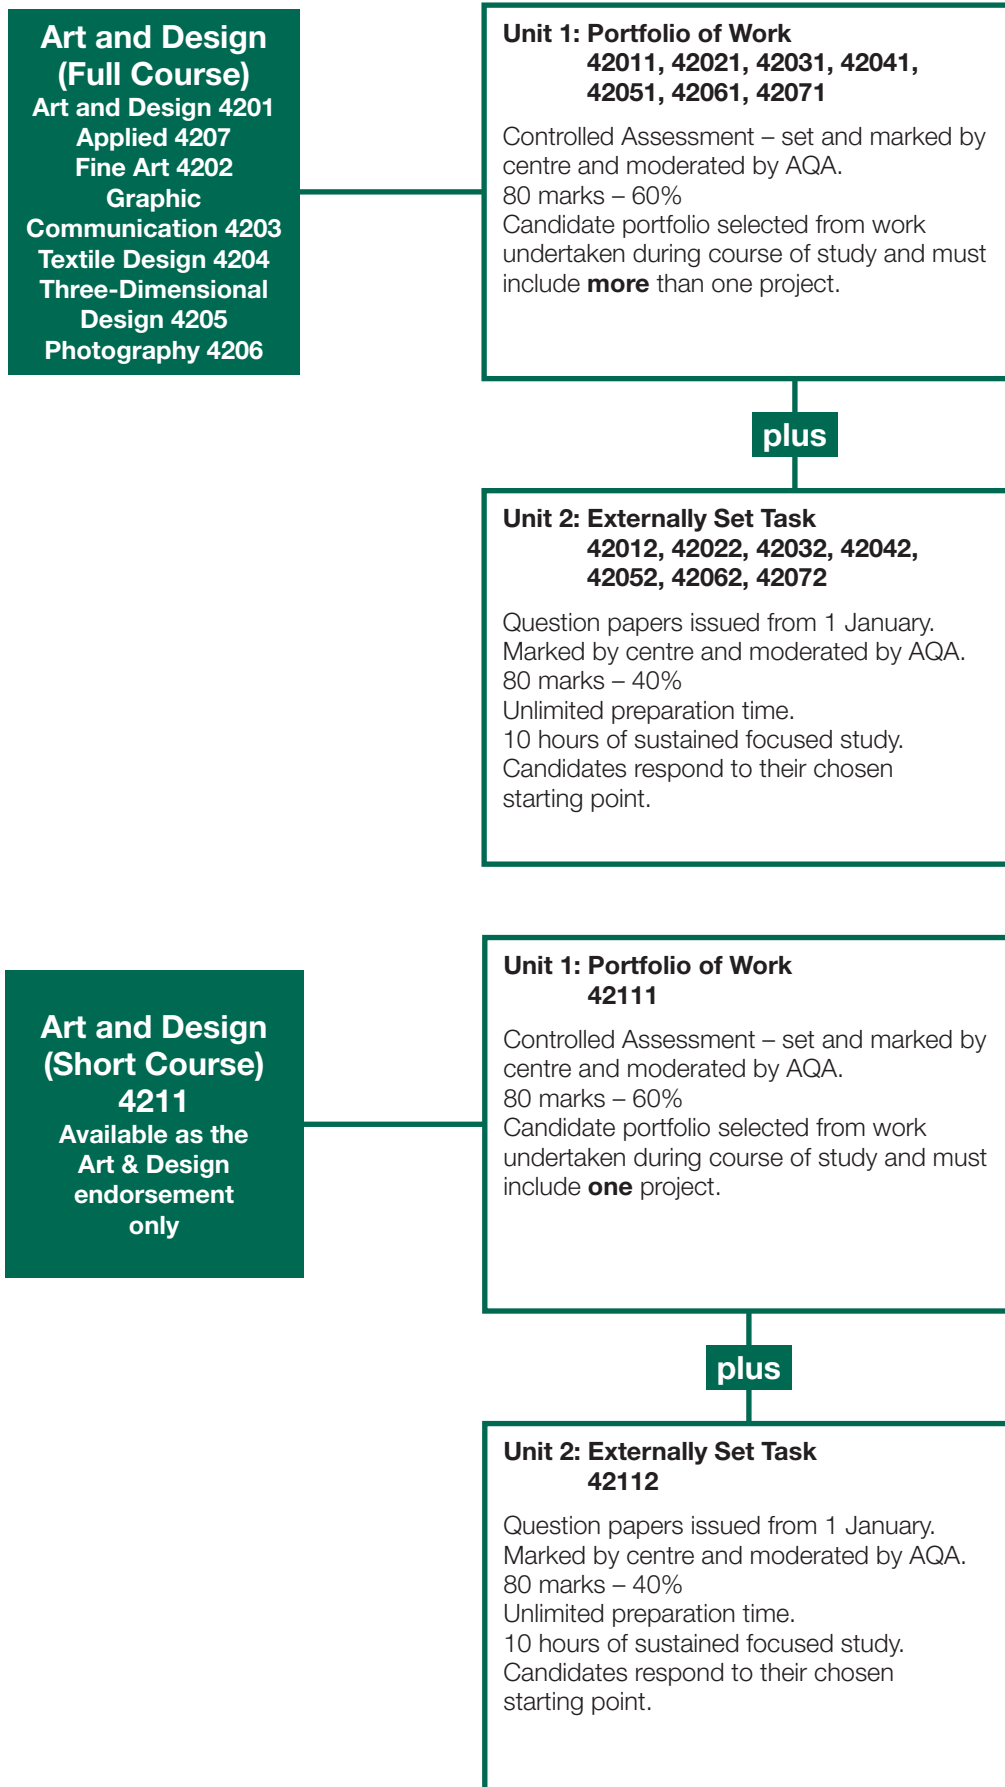 Art and Design
(Full Course)
Art and Design 4201
Applied 4207
Fine Art 4202
Graphic
Communication 4203
Textile Design 4204
Three-Dimensional
Design 4205
Photography 4206
Unit 1: Portfolio of Work
42011, 42021, 42031, 42041,
42051, 42061, 42071
Controlled Assessment – set and marked by
centre and moderated by AQA.
80 marks – 60%
Candidate portfolio selected from work
undertaken during course of study and must
include more than one project.
plus
Unit 2: Externally Set Task
42012, 42022, 42032, 42042,
42052, 42062, 42072
Question papers issued from 1 January.
Marked by centre and moderated by AQA.
80 marks – 40%
Unlimited preparation time.
10 hours of sustained focused study.
Candidates respond to their chosen
starting point.
Art and Design
(Short Course)
4211
Available as the
Art & Design
endorsement
only
Unit 1: Portfolio of Work
42111
Controlled Assessment – set and marked by
centre and moderated by AQA.
80 marks – 60%
Candidate portfolio selected from work
undertaken during course of study and must
include one project.
plus
Unit 2: Externally Set Task
42112
Question papers issued from 1 January.
Marked by centre and moderated by AQA.
80 marks – 40%
Unlimited preparation time.
10 hours of sustained focused study.
Candidates respond to their chosen
starting point.